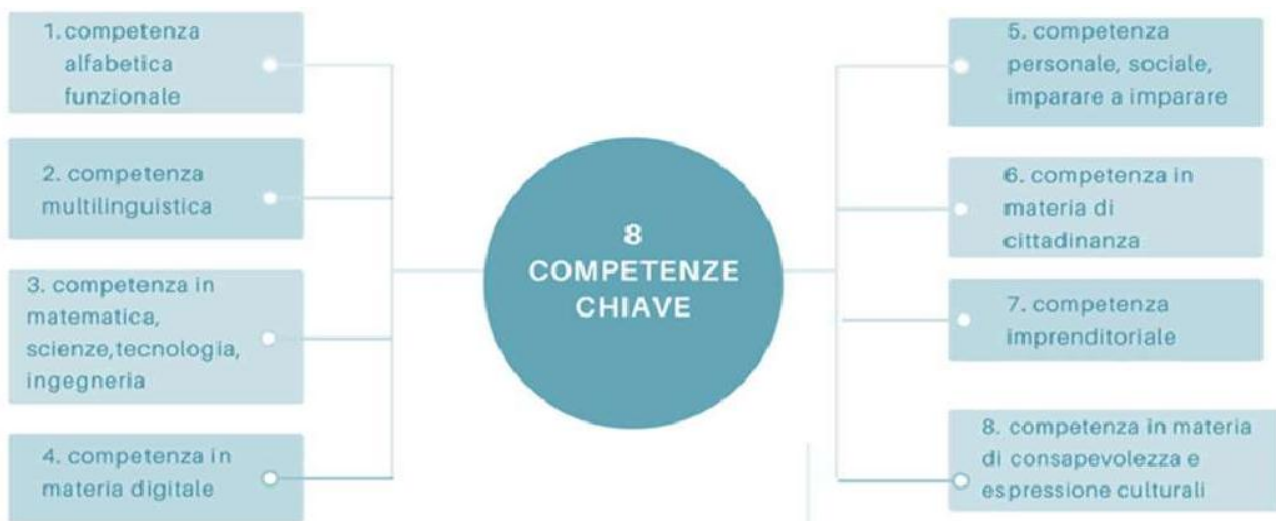 1. competenza
alfabetica
funzionale
2. competenza
multilinguistica
3. competenza in
matematica,
scienze,tecnologia,
ingegneria
4. competenza in
materia digitale
8
COMPETENZE
CHIAVE
5. competenza
personale, sociale,
imparare a imparare
6. competenza in
materia di
cittadinanza
7. competenza
imprenditoriale
8. competenza in materia
di consapevolezza e
espressione culturali